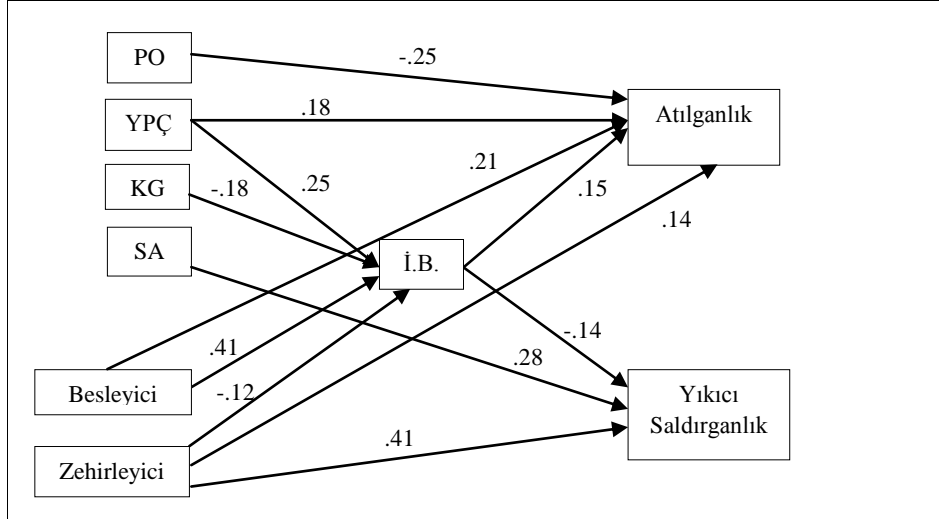 PO
-.25
YPÇ
.18
Atılganlık
KG
-.18
.25
.21
.15
.14
SA
İ.B.
-.14
.41
.28
Besleyici
-.12
Yıkıcı
Saldırganlık
.41
Zehirleyici